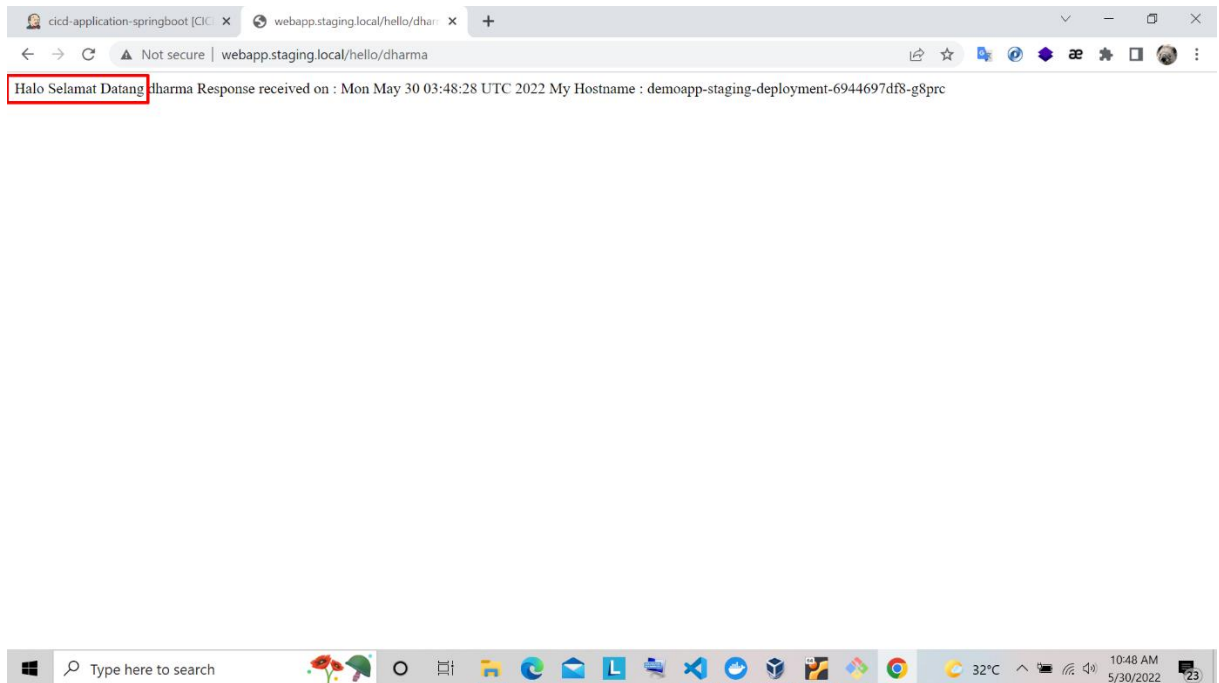 cicd-application-springboot [CIC
webapp.staging.local/hello/dhar
Not secure | webapp.staging.local/hello/dharma
Halo Selamat Datang dharma Response received on : Mon May 30 03:48:28 UTC 2022 My Hostname : demoapp-staging-deployment-6944697df8-g8prc
Type here to search
L
32°C
10:48 AM
5/30/2022
23